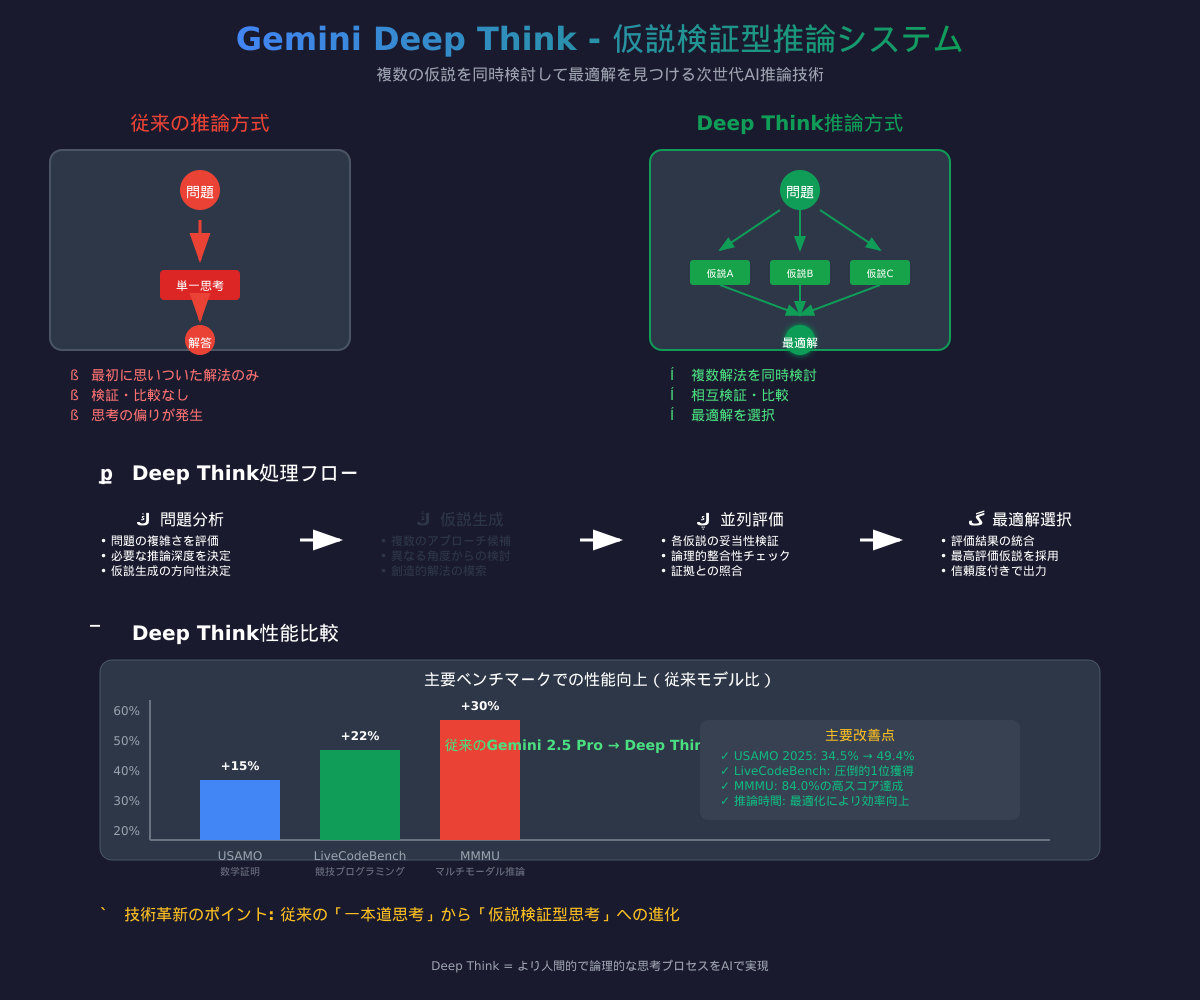 Gemini Deep Think - 仮説検証型推論システム
複数の仮説を同時検討して最適解を見つける次世代AI推論技術
従来の推論方式
問題
単一思考
解答
ß 最初に思いついた解法のみ
ß 検証・比較なし
ß 思考の偏りが発生
Deep Think推論方式
問題
仮説A 仮説B 仮説C
最適解
Í 複数解法を同時検討
Í 相互検証・比較
Í 最適解を選択
Deep Think処理フロー
問題分析
• 問題の複雑さを評価
• 必要な推論深度を決定
• 仮説生成の方向性決定
仮説生成
• 複数のアプローチ候補
• 異なる角度からの検討
• 創造的解法の模索
並列評価
• 各仮説の妥当性検証
• 論理的整合性チェック
• 証拠との照合
最適解選択
• 評価結果の統合
• 最高評価仮説を採用
• 信頼度付きで出力
Deep Think性能比較
主要ベンチマークでの性能向上（従来モデル比）
60%
50%
40%
30%
20%
+15%
+22%
+30%
従来のGemini 2.5 Pro → Deep Thin
USAMO
数学証明
LiveCodeBench
競技プログラミング
MMMU
マルチモーダル推論
主要改善点
✓ USAMO 2025: 34.5% → 49.4%
✓ LiveCodeBench: 圧倒的1位獲得
✓ MMMU: 84.0%の高スコア達成
✓ 推論時間: 最適化により効率向上
` 技術革新のポイント: 従来の「一本道思考」から「仮説検証型思考」への進化
Deep Think = より人間的で論理的な思考プロセスをAIで実現